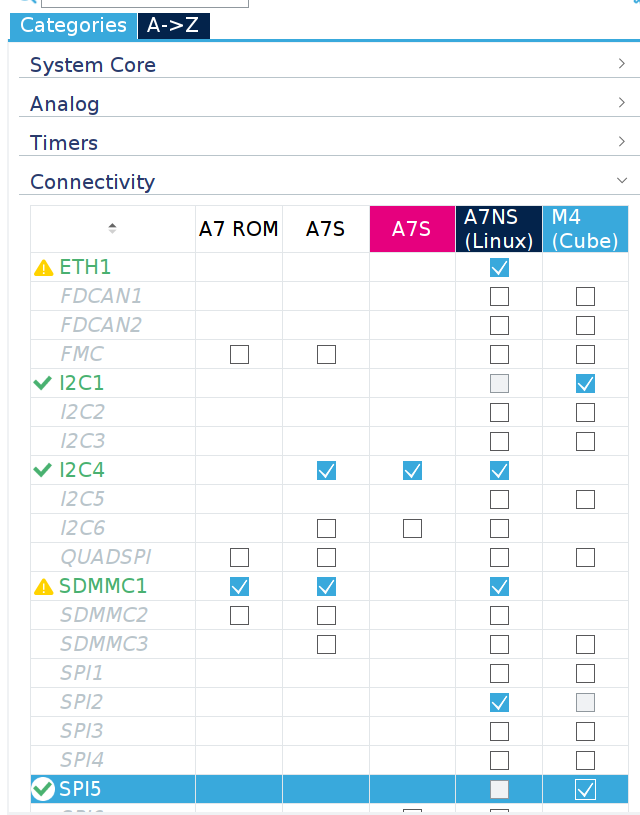 Categories A->Z
System Core
Analog
Timers
Connectivity
A7 ROM A7S A7S A7NS (Linux) M4 (Cube)
ETH1
FDCAN1
FDCAN2
FMC
I2C1
I2C2
I2C3
I2C4
I2C5
I2C6
QUADSPI
SDMMC1
SDMMC2
SDMMC3
SPI1
SPI2
SPI3
SPI4
SPI5